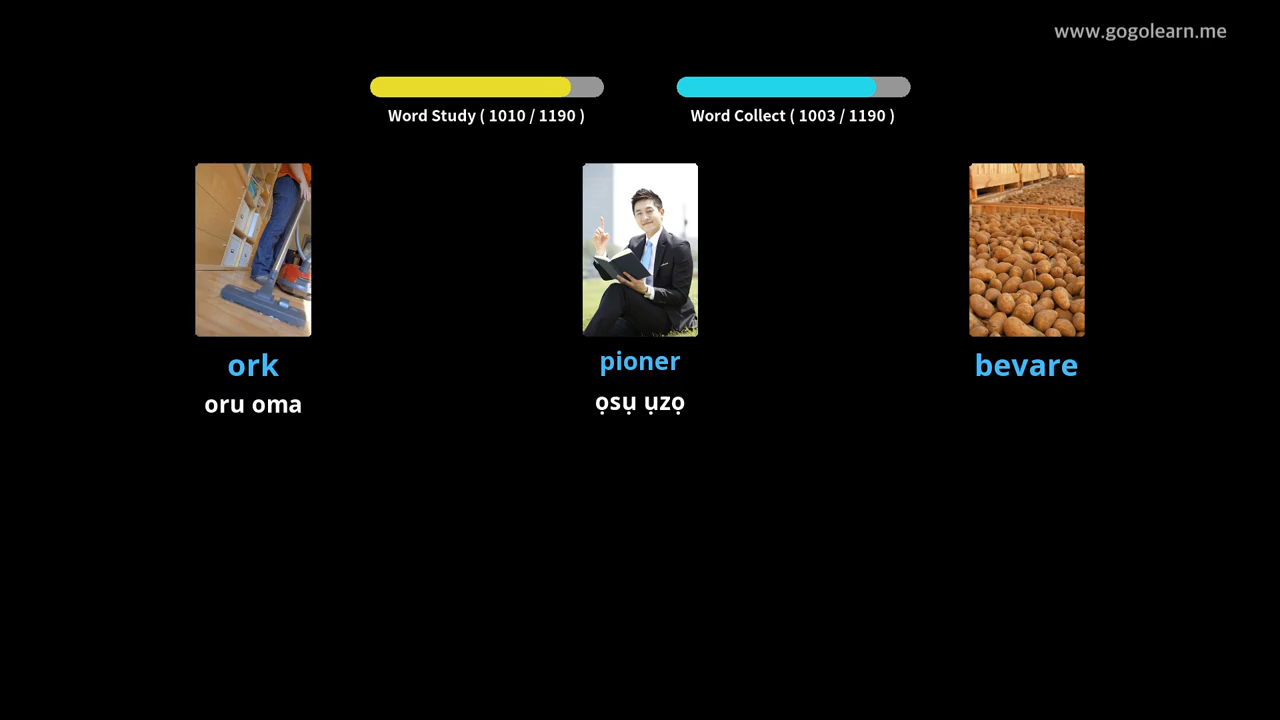 www.gogolearn.me
Word Study ( 1010 / 1190 )
Word Collect ( 1003 / 1190 )
ork
oru oma
pioner
ọsụ ụzọ
bevare